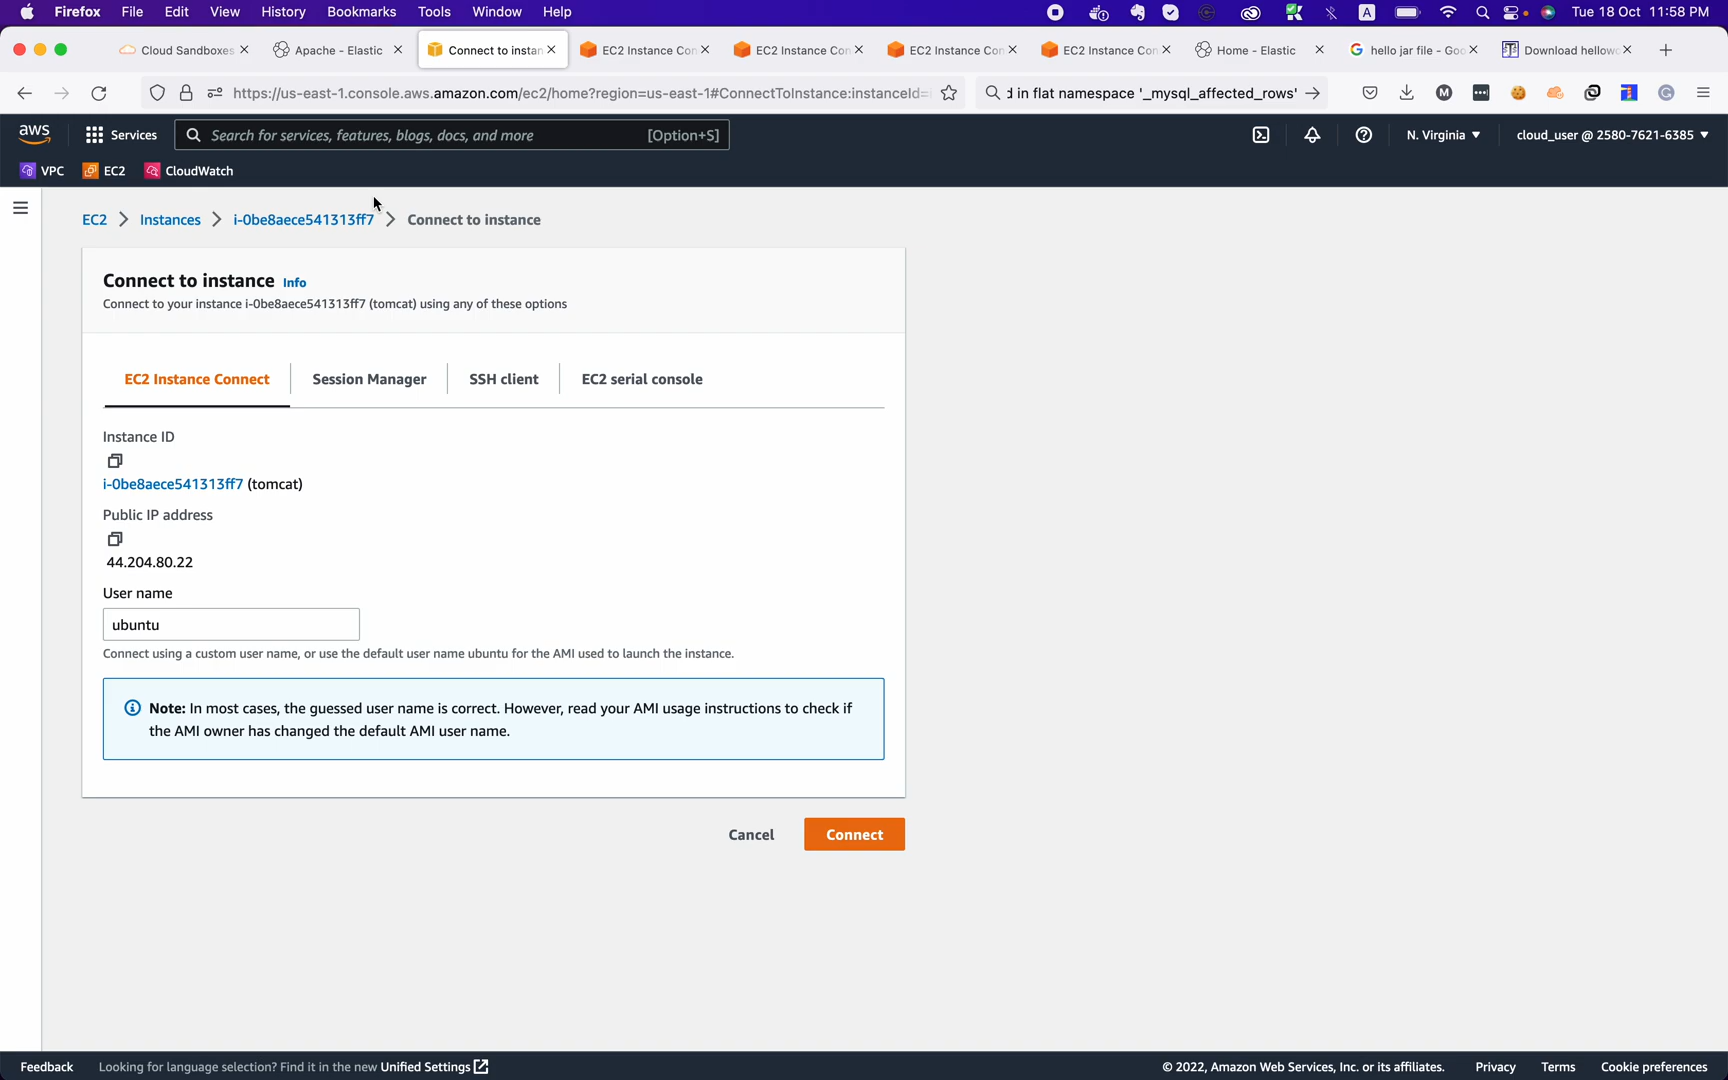 Firefox File Edit View History Bookmarks Tools Window Help
A
Tue 18 Oct 11:58 PM
Cloud Sandboxes
Apache - Elastic
Connect to instan
EC2 Instance Con
EC2 Instance Con
EC2 Instance Con
EC2 Instance Con
Home - Elastic
hello jar file - Goo
Download hellowo
https://us-east-1.console.aws.amazon.com/ec2/home?region=us-east-1#ConnectToInstance:instanceId=
d in flat namespace '_mysql_affected_rows'
aws
Services
Search for services, features, blogs, docs, and more
[Option+S]
N. Virginia
cloud_user @ 2580-7621-6385
VPC
EC2
CloudWatch
EC2
Instances
i-0be8aece541313ff7
Connect to instance
Connect to instance Info
Connect to your instance i-0be8aece541313ff7 (tomcat) using any of these options
EC2 Instance Connect
Session Manager
SSH client
EC2 serial console
Instance ID
i-0be8aece541313ff7 (tomcat)
Public IP address
44.204.80.22
User name
ubuntu
Connect using a custom user name, or use the default user name ubuntu for the AMI used to launch the instance.
Note: In most cases, the guessed user name is correct. However, read your AMI usage instructions to check if
the AMI owner has changed the default AMI user name.
Cancel
Connect
Feedback
Looking for language selection? Find it in the new Unified Settings
© 2022, Amazon Web Services, Inc. or its affiliates.
Privacy
Terms
Cookie preferences